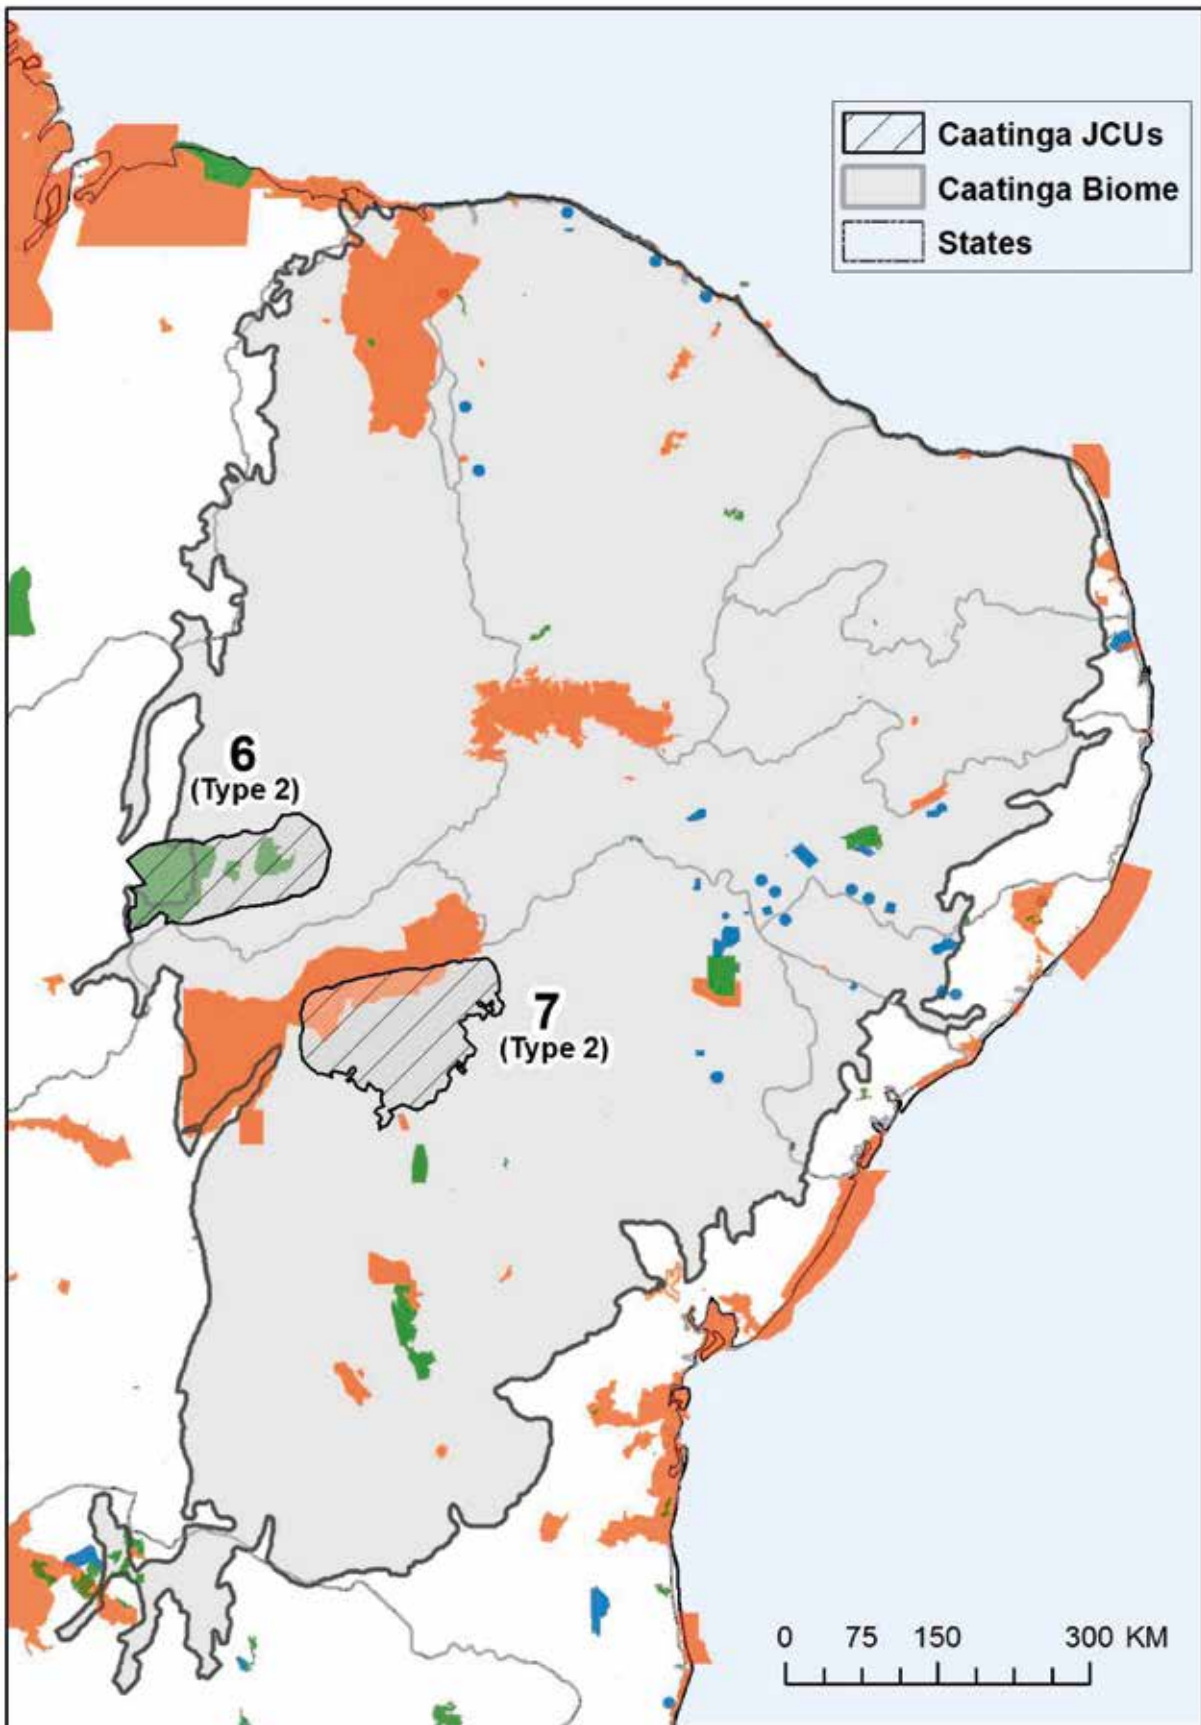 Caatinga JCUs
Caatinga Biome
States
6
(Type 2)
7
(Type 2)
0 75 150 300 KM